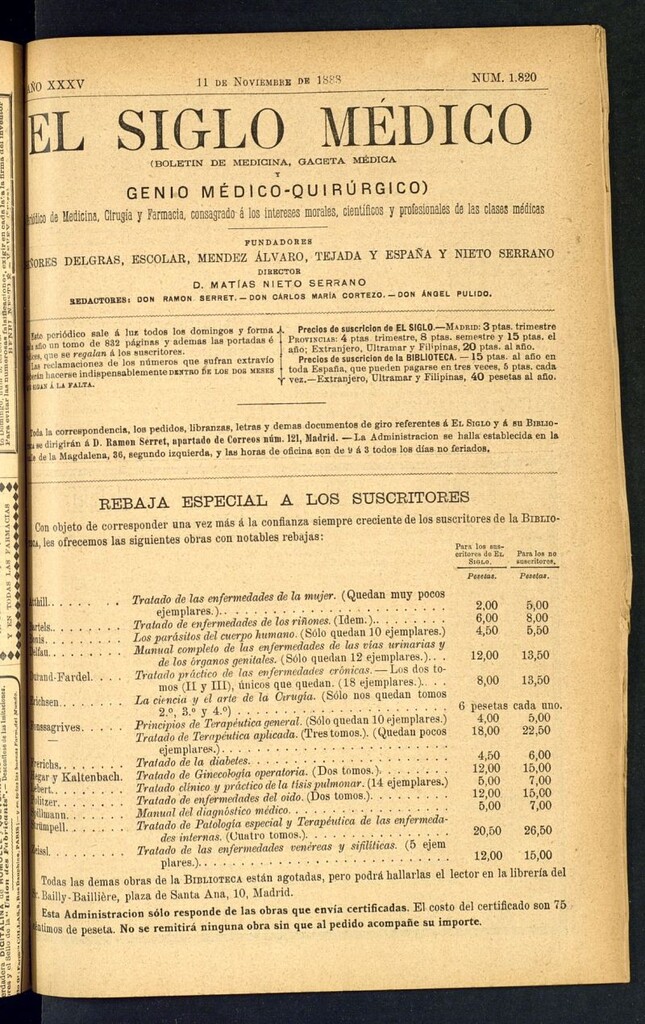 AÑO XXXV 11 DE NOVIEMBRE DE 1888 NUM. 1.820
EL SIGLO MÉDICO
(BOLETIN DE MEDICINA, GACETA MÉDICA
Y
GENIO MÉDICO-QUIRÚRGICO)
de Medicina, Cirugía y Farmacia, consagrado á los intereses morales, científicos y profesionales de las clases médicas
FUNDADORES
DELGRAS, ESCOLAR, MENDEZ ÁLVARO, TEJADA Y ESPAÑA Y NIETO SERRANO
DIRECTOR
D. MATÍAS NIETO SERRANO
REDACTORES: DON RAMON SERRET.—DON CÁRLOS MARÍA CORTEZO.—DON ÁNGEL PULIDO.
Este periódico sale á luz todos los domingos y forma
año un tomo de 832 páginas y ademas las portadas é
que se regalan á los suscritores.
Las reclamaciones de los números que sufran extravío
hacerse indispensablemente DENTRO DE LOS DOS MESES
Á LA FALTA.
Precios de suscricion de EL SIGLO.—MADRID: 3 ptas. trimestre
PROVINCIAS: 4 ptas. trimestre, 8 ptas. semestre y 15 ptas. el
año; Extranjero, Ultramar y Filipinas, 20 ptas. al año.
Precios de suscricion de la BIBLIOTECA.—15 ptas. al año en
toda España, que pueden pagarse en tres veces, 5 ptas. cada
vez.—Extranjero, Ultramar y Filipinas, 40 pesetas al año.
Toda la correspondencia, los pedidos, libranzas, letras y demas documentos de giro referentes á EL SIGLO y á su BIBLIO-
se dirigirán á D. Ramon Serret, apartado de Correos núm. 121, Madrid.—La Administracion se halla establecida en la
de la Magdalena, 36, segundo izquierda, y las horas de oficina son de 9 á 3 todos los dias no feriados.
REBAJA ESPECIAL A LOS SUSCRITORES
Con objeto de corresponder una vez más á la confianza siempre creciente de los suscritores de la BIBLIO-
les ofrecemos las siguientes obras con notables rebajas:
Para los sus-
critores de EL
SIGLO.
Para los no
suscritores.
Pesetas. Pesetas.
Tratado de las enfermedades de la mujer. (Quedan muy pocos
ejemplares.) 2,00 5,00
Tratado de enfermedades de los riñones. (Idem.) 6,00 8,00
Los parásitos del cuerpo humano. (Sólo quedan 10 ejemplares.) 4,50 5,50
Manual completo de las enfermedades de las vías urinarias y
de los órganos genitales. (Sólo quedan 12 ejemplares.) 12,00 13,50
Durand-Fardel. Tratado práctico de las enfermedades crónicas.—Los dos to-
mos (II y III), únicos que quedan. (18 ejemplares.) 8,00 13,50
La ciencia y el arte de la Cirugía. (Sólo nos quedan tomos
2.º, 3.º y 4.º) 6 pesetas cada uno.
Fonssagrives. Principios de Terapéutica general. (Sólo quedan 10 ejemplares.) 4,00 5,00
— Tratado de Terapéutica aplicada. (Tres tomos.) (Quedan pocos 18,00 22,50
ejemplares.)
Tratado de la diabetes. 4,50 6,00
Hegar y Kaltenbach. Tratado de Ginecología operatoria. (Dos tomos.) 12,00 15,00
Tratado clínico y práctico de la tisis pulmonar. (14 ejemplares.) 5,00 7,00
Politzer. Tratado de enfermedades del oido. (Dos tomos.) 12,00 15,00
Manual del diagnóstico médico. 5,00 7,00
Strümpell. Tratado de Patología especial y Terapéutica de las enfermeda-
des internas. (Cuatro tomos.) 20,50 26,50
Tratado de las enfermedades venéreas y sifilíticas. (5 ejem
plares.) 12,00 15,00
Todas las demas obras de la BIBLIOTECA están agotadas, pero podrá hallarlas el lector en la librería del
Bailly-Baillière, plaza de Santa Ana, 10, Madrid.
Esta Administracion sólo responde de las obras que envía certificadas. El costo del certificado son 75
de peseta. No se remitirá ninguna obra sin que al pedido acompañe su importe.
Y EN TODAS LAS FARMACIAS